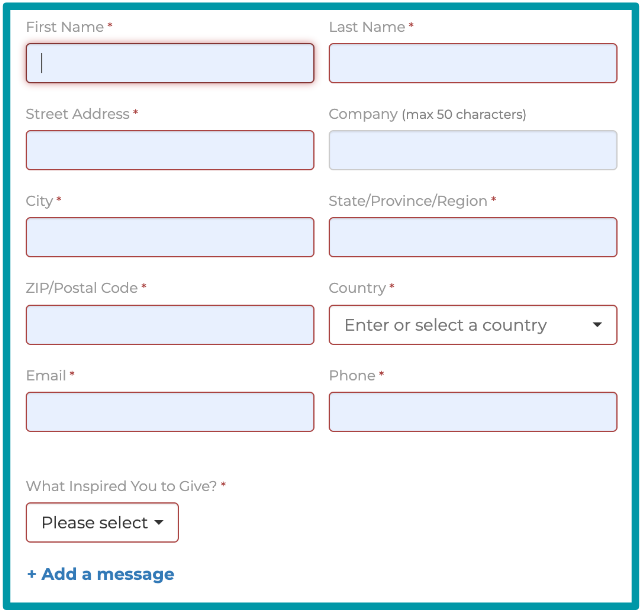 First Name * Last Name *
Street Address * Company (max 50 characters)
City * State/Province/Region *
ZIP/Postal Code * Country *
Enter or select a country
Email * Phone *
What Inspired You to Give? *
Please select
+ Add a message